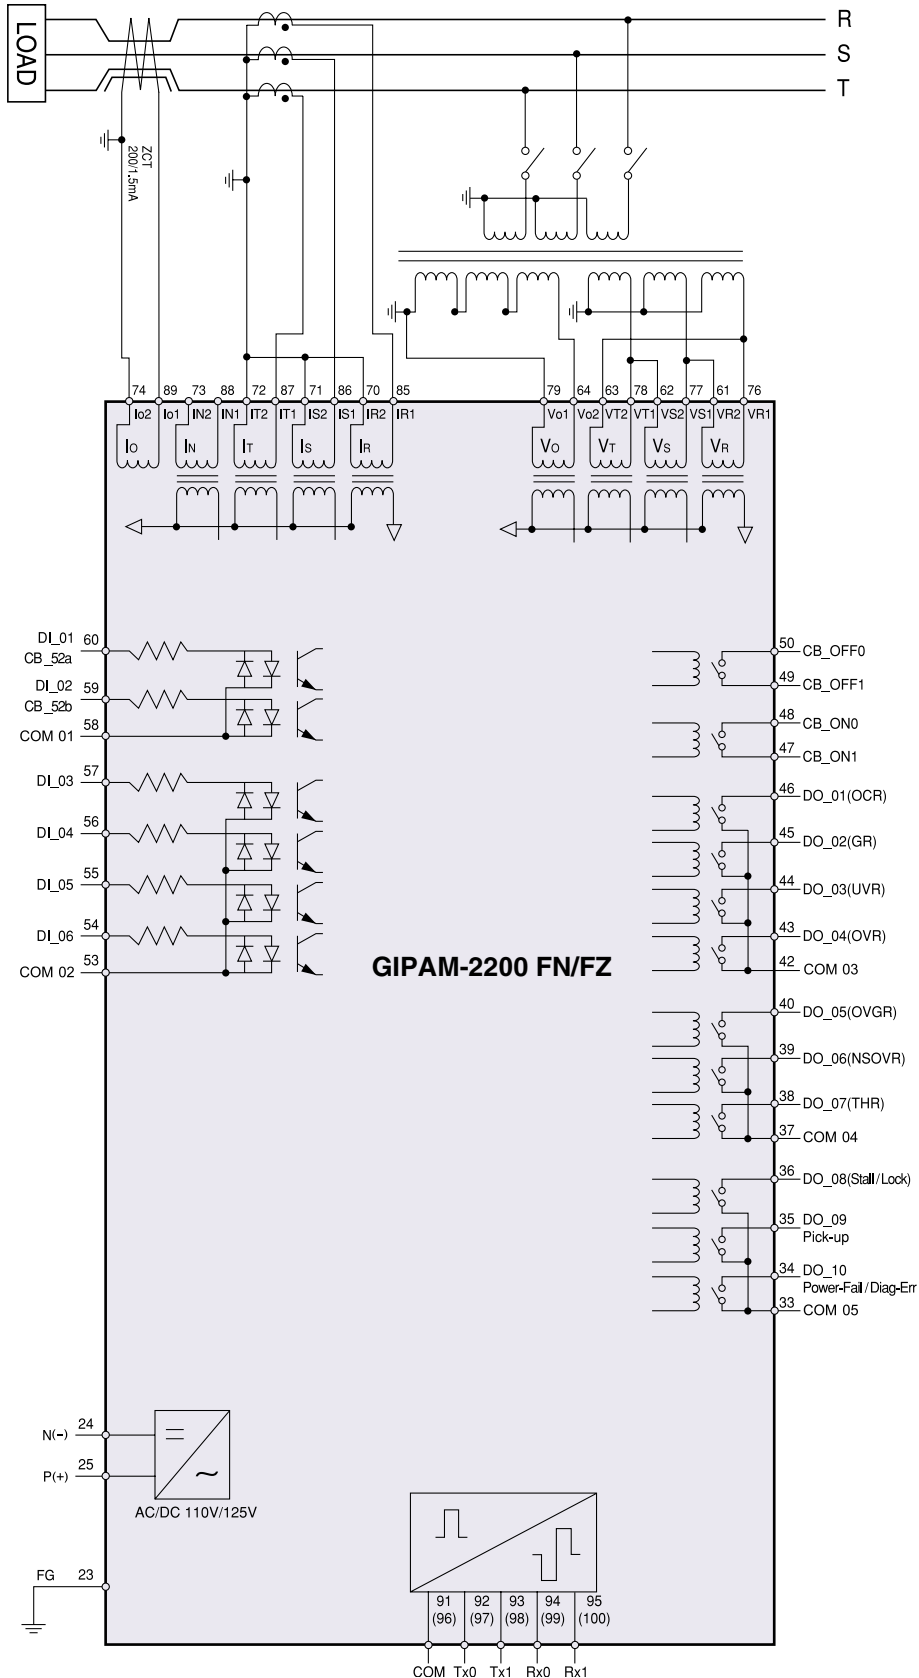 R
S
T
LOAD
ZCT
200/1.5mA
74 89 73 88 72 87 71 86 70 85 79 64 63 78 62 77 61 76
Io2 Io1 IN2 IN1 IT2 IT1 IS2 IS1 IR2 IR1 Vo1 Vo2 VT2 VT1 VS2 VS1 VR2 VR1
IO IN IT IS IR VO VT VS VR
DI_01 60
CB_52a
DI_02 59
CB_52b
COM 01 58
DI_03 57
DI_04 56
DI_05 55
DI_06 54
COM 02 53
GIPAM-2200 FN/FZ
50 CB_OFF0
49 CB_OFF1
48 CB_ON0
47 CB_ON1
46 DO_01(OCR)
45 DO_02(GR)
44 DO_03(UVR)
43 DO_04(OVR)
42 COM 03
40 DO_05(OVGR)
39 DO_06(NSOVR)
38 DO_07(THR)
37 COM 04
36 DO_08(Stall/Lock)
35 DO_09
Pick-up
34 DO_10
Power-Fail/Diag-Err
33 COM 05
N(-) 24
P(+) 25
AC/DC 110V/125V
FG 23
91 92 93 94 95
(96) (97) (98) (99) (100)
COM Tx0 Tx1 Rx0 Rx1